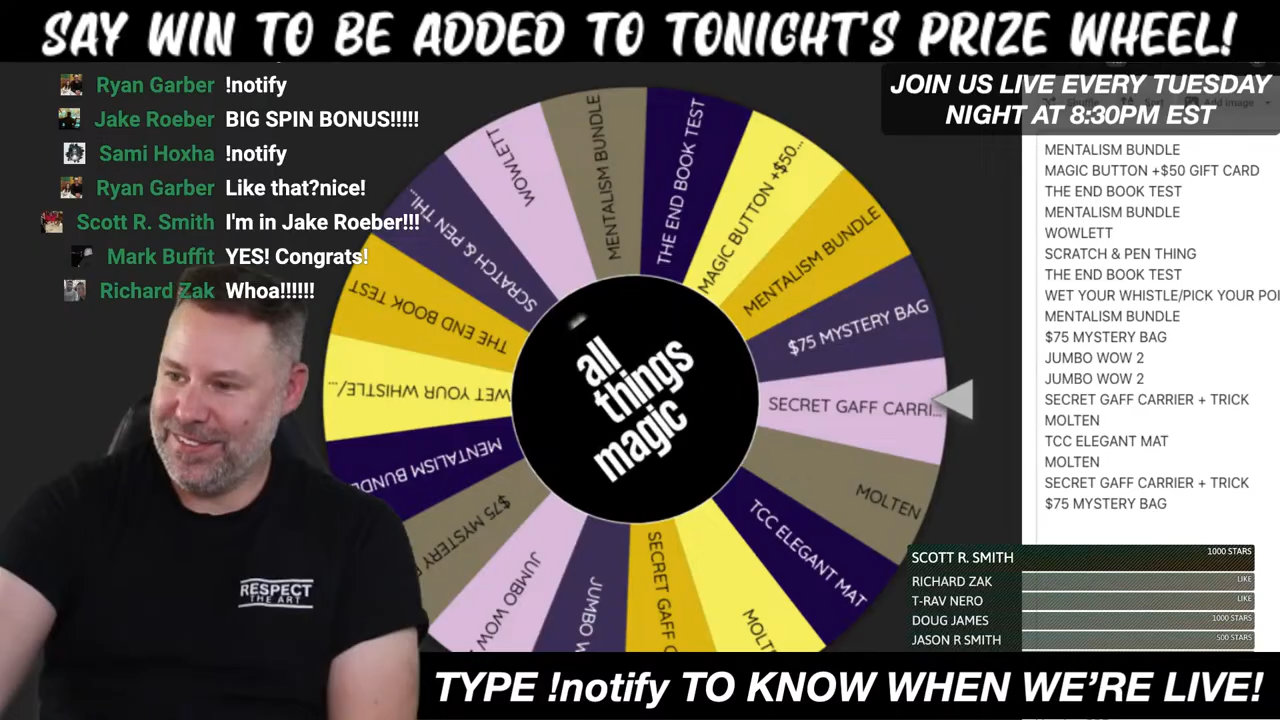 SAY WIN TO BE ADDED TO TONIGHT'S PRIZE WHEEL!
Ryan Garber !notify
Jake Roeber BIG SPIN BONUS!!!!!
Sami Hoxha !notify
Ryan Garber Like that?nice!
Scott R. Smith I'm in Jake Roeber!!!
Mark Buffit YES! Congrats!
Richard Zak Whoa!!!!!!
JOIN US LIVE EVERY TUESDAY
NIGHT AT 8:30PM EST
Shuffle Sort Add image
WOWLETT
MENTALISM BUNDLE
THE END BOOK TEST
MAGIC BUTTON +$50...
MENTALISM BUNDLE
$75 MYSTERY BAG
SECRET GAFF CARRI...
MOLTEN
TCC ELEGANT MAT
MOLT
SECRET GAFF C
JUMBO W
JUMBO WOW
$75 MYSTERY
MENTALISM BUND
WET YOUR WHISTLE/...
THE END BOOK TEST
SCRATCH & PEN THI...
all
things
magic
MENTALISM BUNDLE
MAGIC BUTTON +$50 GIFT CARD
THE END BOOK TEST
MENTALISM BUNDLE
WOWLETT
SCRATCH & PEN THING
THE END BOOK TEST
WET YOUR WHISTLE/PICK YOUR POI
MENTALISM BUNDLE
$75 MYSTERY BAG
JUMBO WOW 2
JUMBO WOW 2
SECRET GAFF CARRIER + TRICK
MOLTEN
TCC ELEGANT MAT
MOLTEN
SECRET GAFF CARRIER + TRICK
$75 MYSTERY BAG
RESPECT
THE ART
SCOTT R. SMITH 1000 STARS
RICHARD ZAK LIKE
T-RAV NERO LIKE
DOUG JAMES 1000 STARS
JASON R SMITH 500 STARS
TYPE !notify TO KNOW WHEN WE'RE LIVE!